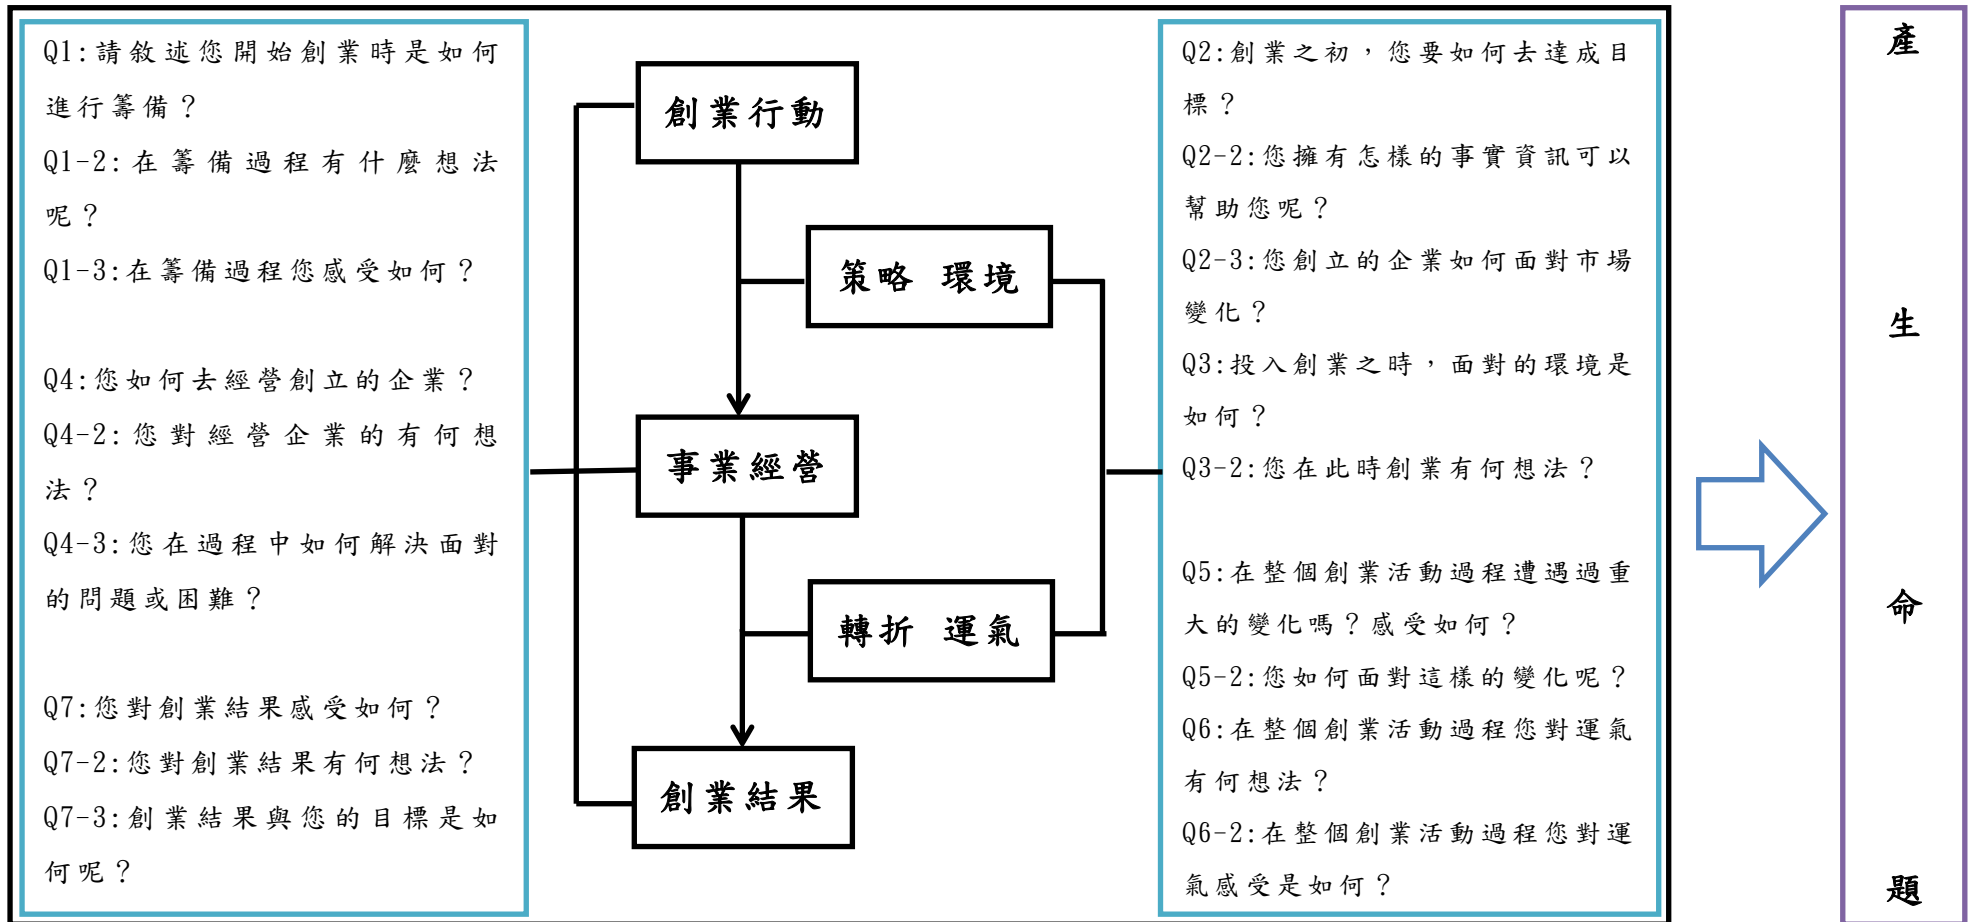 Q1:請敘述您開始創業時是如何
進行籌備？
Q1-2:在籌備過程有什麼想法
呢？
Q1-3:在籌備過程您感受如何？
Q4:您如何去經營創立的企業？
Q4-2:您對經營企業的有何想
法？
Q4-3:您在過程中如何解決面對
的問題或困難？
Q7:您對創業結果感受如何？
Q7-2:您對創業結果有何想法？
Q7-3:創業結果與您的目標是如
何呢？
創業行動
策略 環境
事業經營
轉折 運氣
創業結果
Q2:創業之初，您要如何去達成目
標？
Q2-2:您擁有怎樣的事實資訊可以
幫助您呢？
Q2-3:您創立的企業如何面對市場
變化？
Q3:投入創業之時，面對的環境是
如何？
Q3-2:您在此時創業有何想法？
Q5:在整個創業活動過程遭遇過重
大的變化嗎？感受如何？
Q5-2:您如何面對這樣的變化呢？
Q6:在整個創業活動過程您對運氣
有何想法？
Q6-2:在整個創業活動過程您對運
氣感受是如何？
產
生
命
題